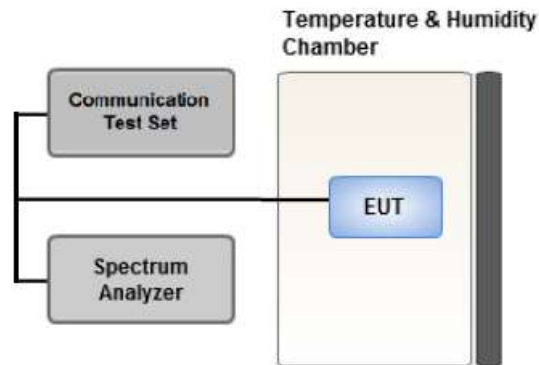 Temperature & Humidity
Chamber
Communication
Test Set
EUT
Spectrum
Analyzer